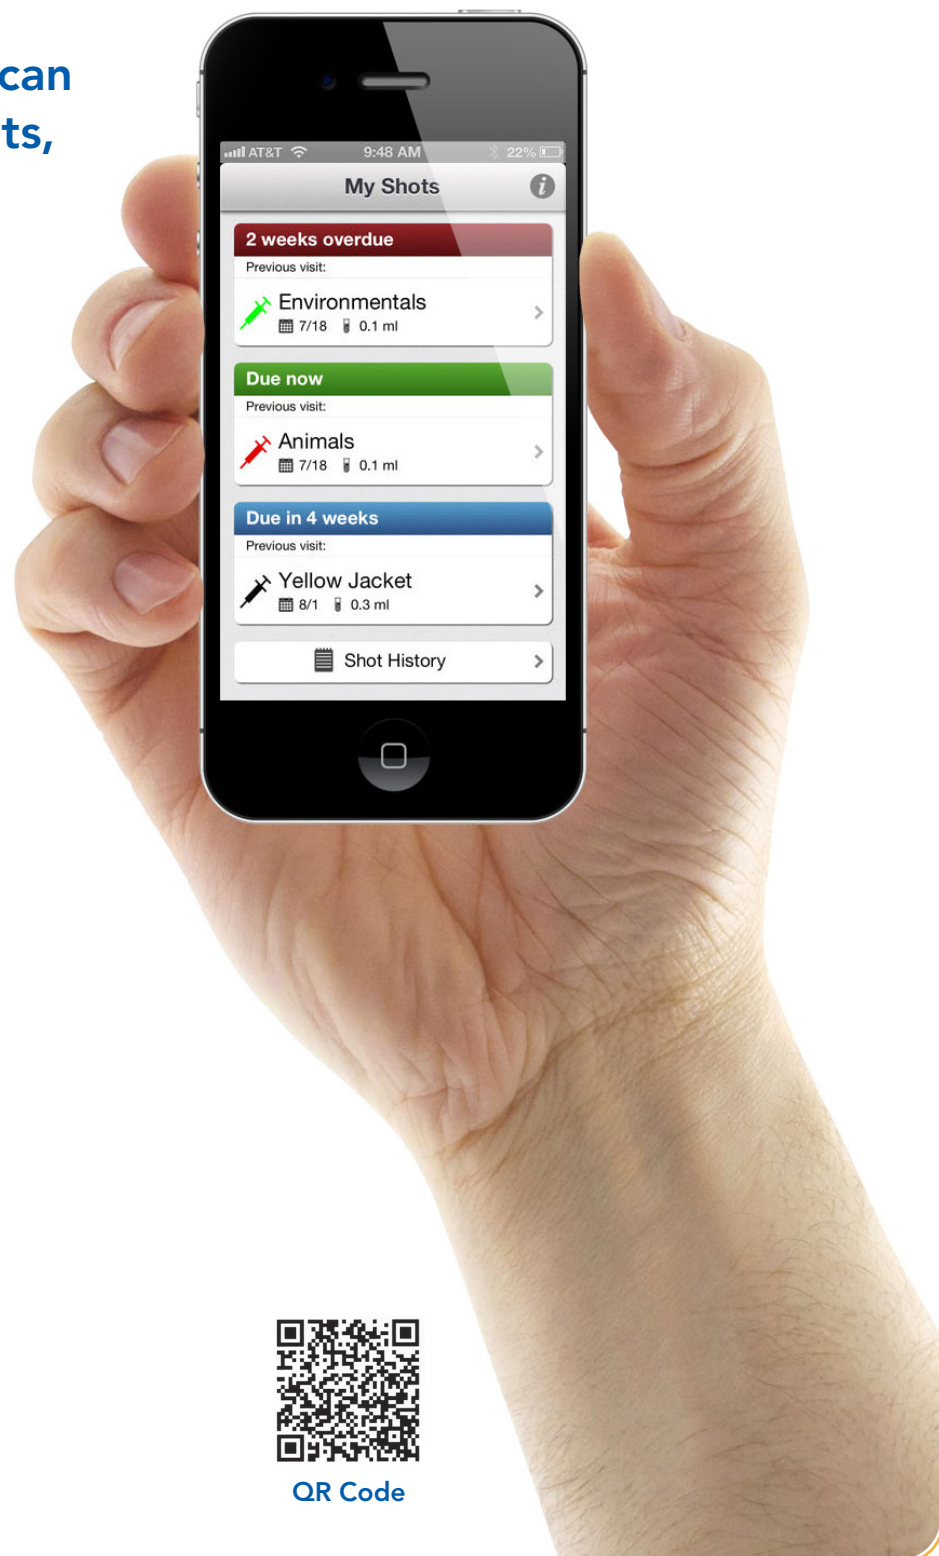 can
ts,
AT&T 9:48 AM 22%
My Shots
2 weeks overdue
Previous visit:
Environmentals
7/18 0.1 ml
Due now
Previous visit:
Animals
7/18 0.1 ml
Due in 4 weeks
Previous visit:
Yellow Jacket
8/1 0.3 ml
Shot History
QR Code